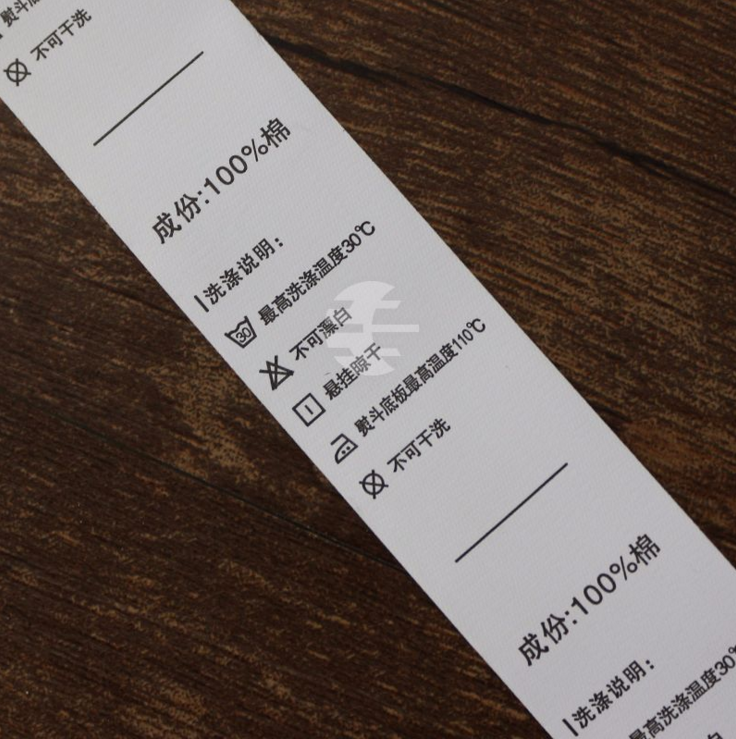 熨斗底
不可干洗
成份:100%棉
洗涤说明:
30 最高洗涤温度30℃
不可漂白
悬挂晾干
熨斗底板最高温度110℃
不可干洗
成份:100%棉
洗涤说明:
最高洗涤温度30℃